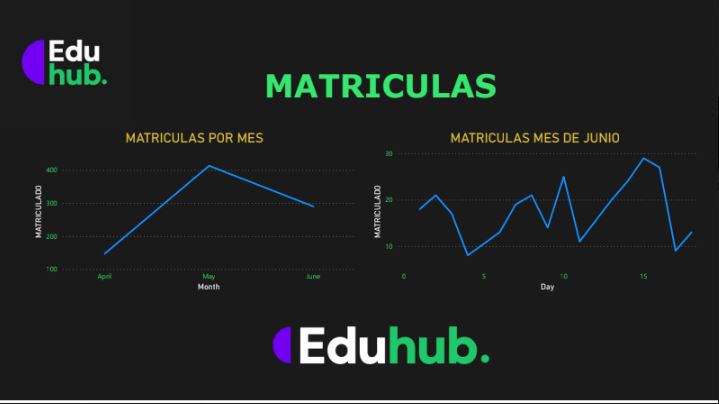 Edu
hub.
MATRICULAS
MATRICULAS POR MES
MATRICULADO
400
300
200
100
April
May
June
Month
MATRICULAS MES DE JUNIO
MATRICULADO
30
20
10
0
5
10
15
Day
Eduhub.